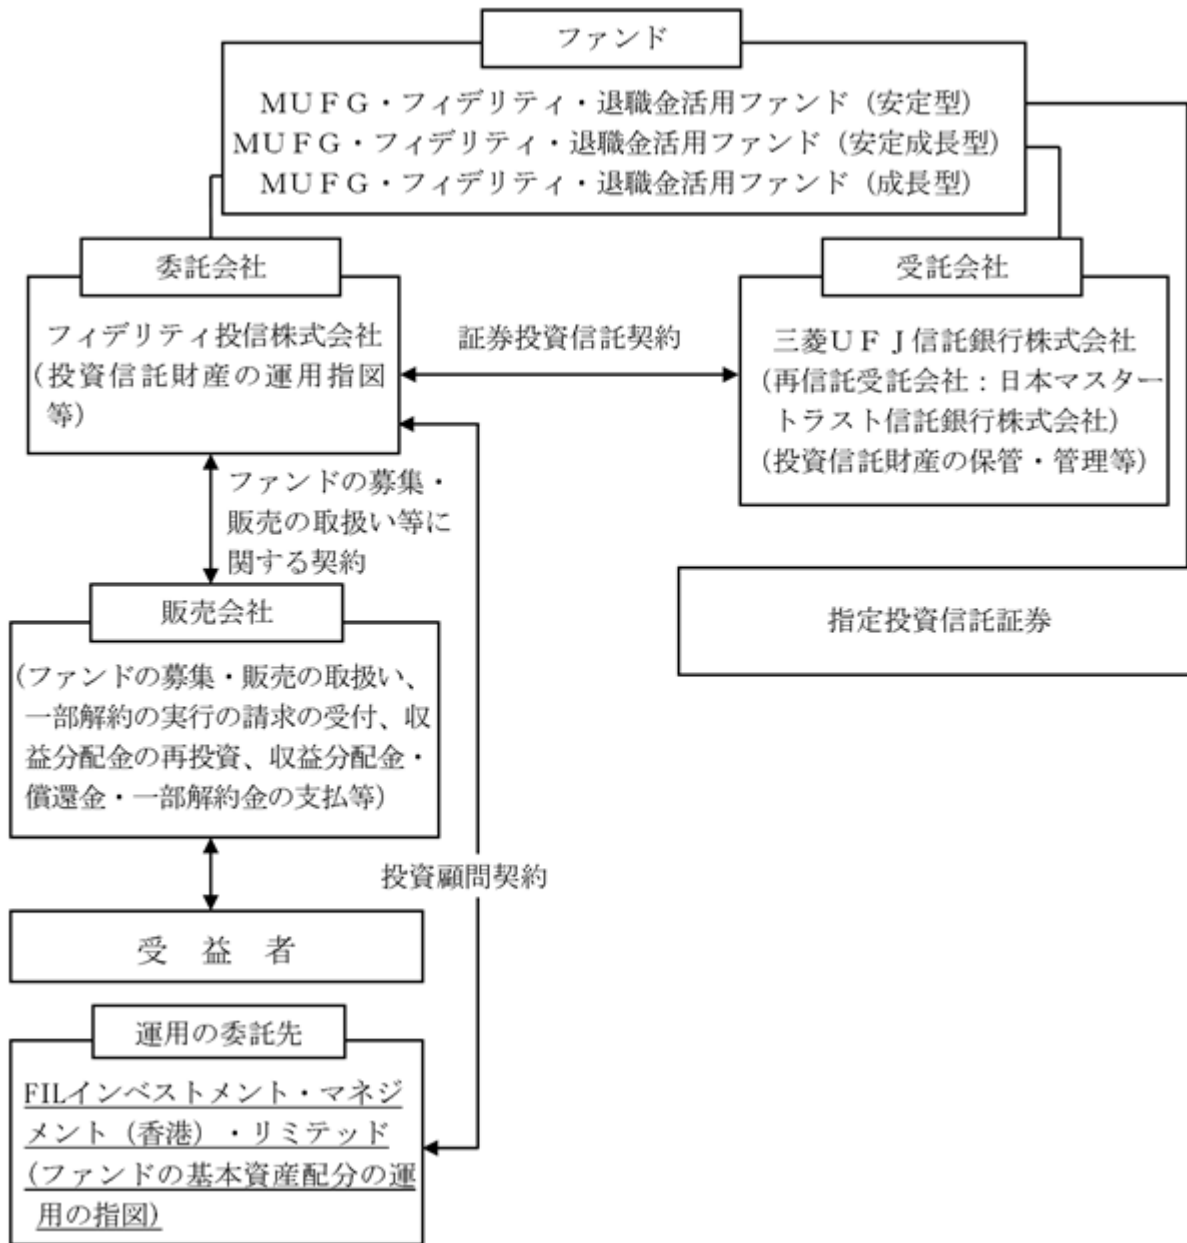 ファンド
ＭＵＦＧ・フィデリティ・退職金活用ファンド（安定型）
ＭＵＦＧ・フィデリティ・退職金活用ファンド（安定成長型）
ＭＵＦＧ・フィデリティ・退職金活用ファンド（成長型）
委託会社
フィデリティ投信株式会社
（投資信託財産の運用指図
等）
証券投資信託契約
受託会社
三菱ＵＦＪ信託銀行株式会社
（再信託受託会社：日本マスター
トラスト信託銀行株式会社）
（投資信託財産の保管・管理等）
ファンドの募集・
販売の取扱い等に
関する契約
指定投資信託証券
販売会社
（ファンドの募集・販売の取扱い、
一部解約の実行の請求の受付、収
益分配金の再投資、収益分配金・
償還金・一部解約金の支払等）
投資顧問契約
受　益　者
運用の委託先
FILインベストメント・マネジ
メント（香港）・リミテッド
（ファンドの基本資産配分の運
用の指図）